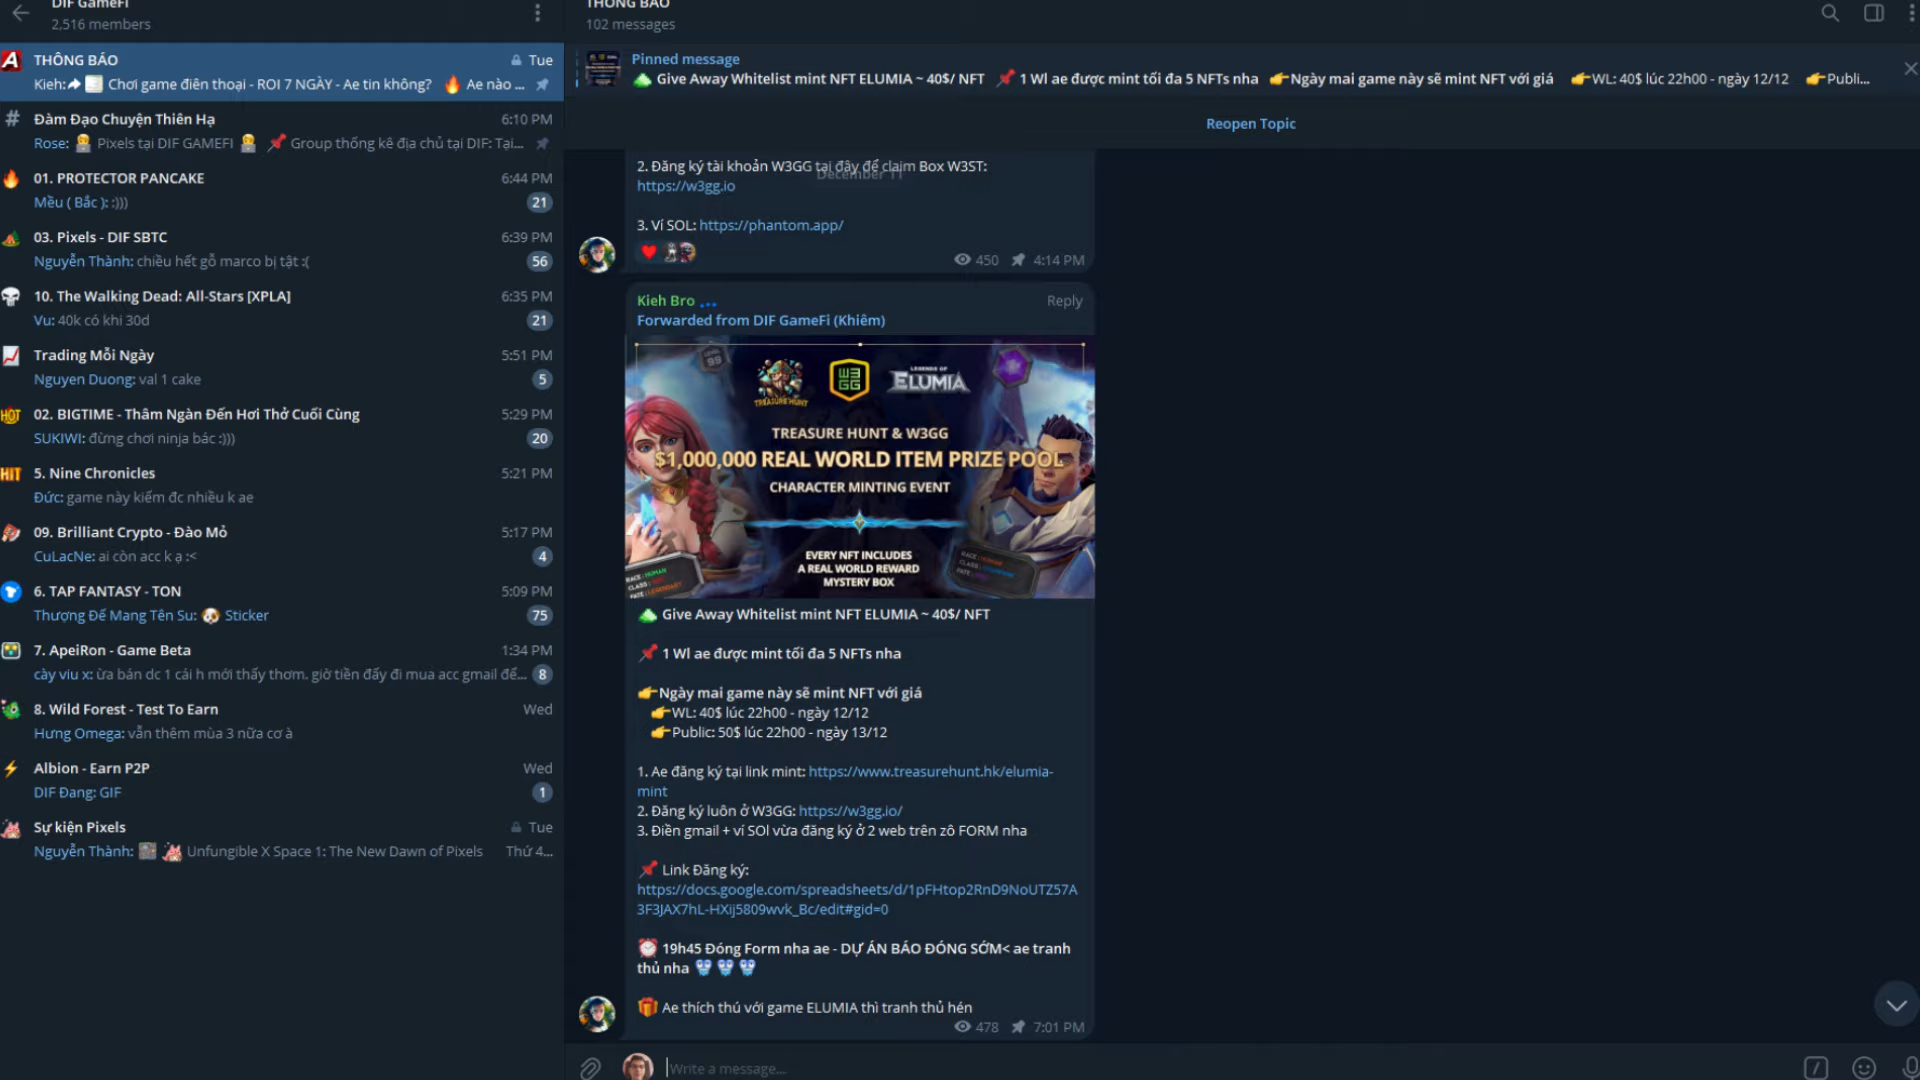 DIF GameFi
2,516 members
THÔNG BÁO
Tue
Kieh: Chơi game điện thoại - ROI 7 NGÀY - Ae tin không? 🔥 Ae nào ...
Đàm Đạo Chuyện Thiên Hạ
6:10 PM
Rose: Pixels tại DIF GAMEFI 📌 Group thống kê địa chủ tại DIF: Tại...
01. PROTECTOR PANCAKE
6:44 PM
Mều ( Bắc ): :)))
21
03. Pixels - DIF SBTC
6:39 PM
Nguyễn Thành: chiều hết gỗ marco bị tật :(
56
10. The Walking Dead: All-Stars [XPLA]
6:35 PM
Vu: 40k có khi 30d
21
Trading Mỗi Ngày
5:51 PM
Nguyen Duong: val 1 cake
5
02. BIGTIME - Thâm Ngàn Đến Hơi Thở Cuối Cùng
5:29 PM
SUKIWI: đừng chơi ninja bác :)))
20
5. Nine Chronicles
5:21 PM
Đức: game này kiếm đc nhiều k ae
09. Brilliant Crypto - Đào Mỏ
5:17 PM
CuLacNe: ai còn acc k ạ :<
4
6. TAP FANTASY - TON
5:09 PM
Thượng Đế Mang Tên Su: Sticker
75
7. ApeiRon - Game Beta
1:34 PM
cày viu x: ừa bán dc 1 cái h mới thấy thơm. giờ tiền đấy đi mua acc gmail để...
8
8. Wild Forest - Test To Earn
Wed
Hưng Omega: vẫn thêm mùa 3 nữa cơ à
Albion - Earn P2P
Wed
DIF Đang: GIF
1
Sự kiện Pixels
Tue
Nguyễn Thành: Unfungible X Space 1: The New Dawn of Pixels Thứ 4...
THÔNG BÁO
102 messages
Pinned message
Give Away Whitelist mint NFT ELUMIA ~ 40$/ NFT 📌 1 Wl ae được mint tối đa 5 NFTs nha 👉Ngày mai game này sẽ mint NFT với giá 👉WL: 40$ lúc 22h00 - ngày 12/12 👉Publi...
Reopen Topic
December 11
2. Đăng ký tài khoản W3GG tại đây để claim Box W3ST:
https://w3gg.io
3. Ví SOL: https://phantom.app/
450 4:14 PM
Kieh Bro ...
Reply
Forwarded from DIF GameFi (Khiêm)
LEVEL 99
TREASURE HUNT
W3GG
LEGENDS OF ELUMIA
TREASURE HUNT & W3GG
$1,000,000 REAL WORLD ITEM PRIZE POOL
CHARACTER MINTING EVENT
EVERY NFT INCLUDES
A REAL WORLD REWARD
MYSTERY BOX
RACE : HUMAN
CLASS :
FATE : LEGENDARY
RACE : HUMAN
CLASS :
FATE :
Give Away Whitelist mint NFT ELUMIA ~ 40$/ NFT
📌 1 Wl ae được mint tối đa 5 NFTs nha
👉Ngày mai game này sẽ mint NFT với giá
👉WL: 40$ lúc 22h00 - ngày 12/12
👉Public: 50$ lúc 22h00 - ngày 13/12
1. Ae đăng ký tại link mint: https://www.treasurehunt.hk/elumia-
mint
2. Đăng ký luôn ở W3GG: https://w3gg.io/
3. Điền gmail + ví SOl vừa đăng ký ở 2 web trên zô FORM nha
📌 Link Đăng ký:
https://docs.google.com/spreadsheets/d/1pFHtop2RnD9NoUTZ57A
3F3JAX7hL-HXij5809wvk_Bc/edit#gid=0
⏰ 19h45 Đóng Form nha ae - DỰ ÁN BÁO ĐÓNG SỚM< ae tranh
thủ nha
🎁 Ae thích thú với game ELUMIA thì tranh thủ hén
478 7:01 PM
Write a message...